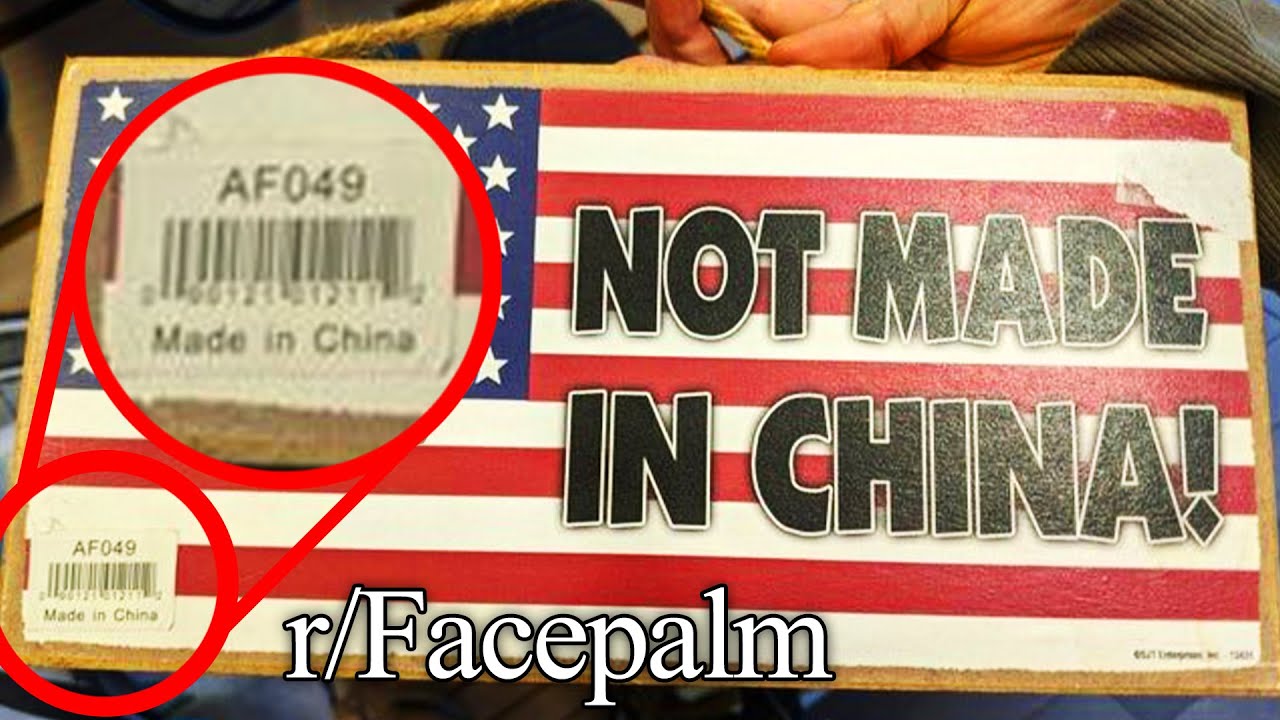 AF049
Made in China
NOT MADE
IN CHINA!
AF049
Made in China
r/Facepalm